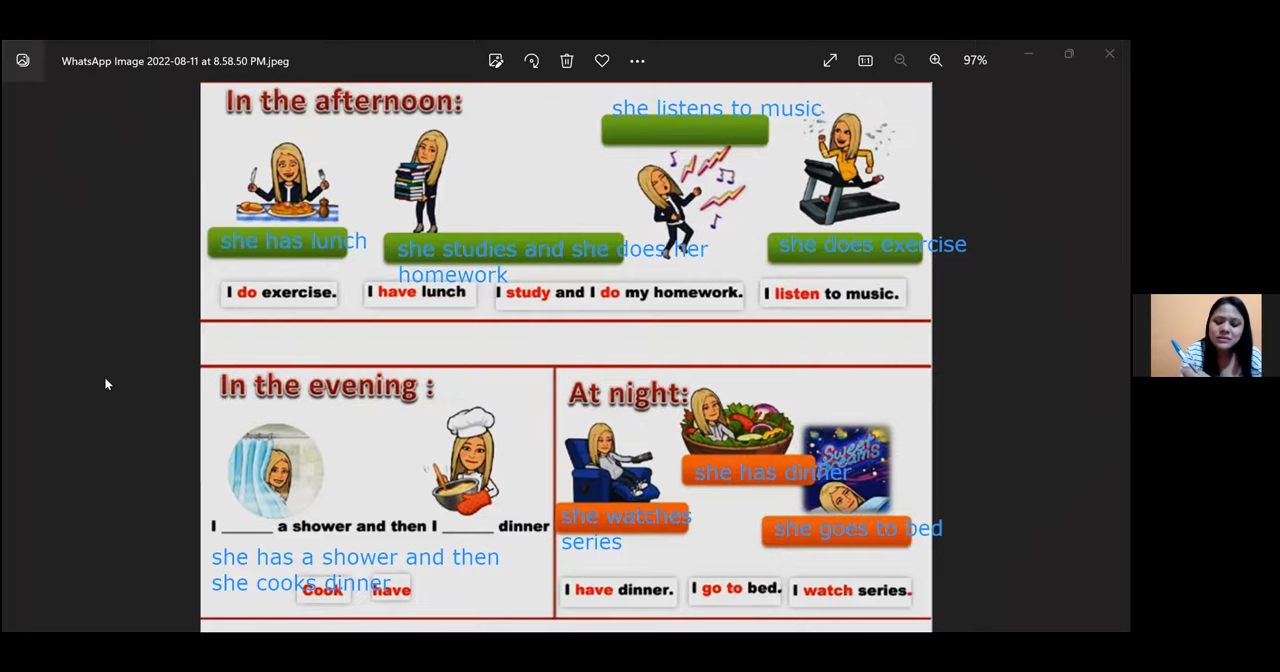 WhatsApp Image 2022-08-11 at 8.58.50 PM.jpeg
97%
In the afternoon:
she listens to music
she has lunch
she studies and she does her
homework
she does exercise
I do exercise.
I have lunch
I study and I do my homework.
I listen to music.
In the evening :
I ______ a shower and then I ______ dinner
she has a shower and then
she cooks dinner
Cook
have
At night:
Sweet
dreams
she has dinner
she watches
series
she goes to bed
I have dinner.
I go to bed.
I watch series.